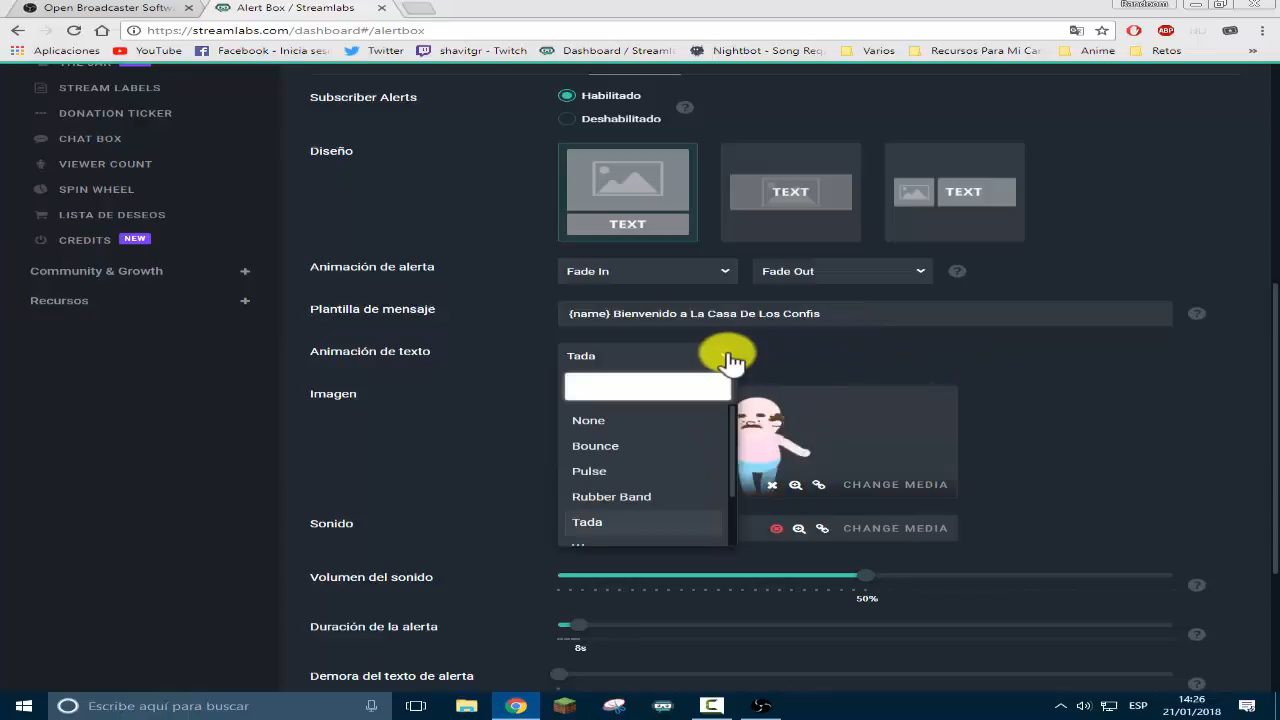 Open Broadcaster Softw
Alert Box / Streamlabs
Bandoom
https://streamlabs.com/dashboard#/alertbox
Aplicaciones
YouTube
Facebook - Inicia sesi
Twitter
shavitgr - Twitch
Dashboard / Streamla
Nightbot - Song Re
Varios
Recursos Para Mi Can
Anime
Retos
»
STREAM LABELS
DONATION TICKER
CHAT BOX
VIEWER COUNT
SPIN WHEEL
LISTA DE DESEOS
CREDITS NEW
Community & Growth +
Recursos +
Subscriber Alerts
Habilitado
Deshabilitado
?
Diseño
TEXT
TEXT
TEXT
Animación de alerta
Fade In
Fade Out
?
Plantilla de mensaje
{name} Bienvenido a La Casa De Los Confis
?
Animación de texto
Tada
None
Bounce
Pulse
Rubber Band
Tada
Imagen
CHANGE MEDIA
Sonido
CHANGE MEDIA
Volumen del sonido
?
50%
Duración de la alerta
?
8s
Demora del texto de alerta
?
Escribe aquí para buscar
ESP
14:26
21/01/2018